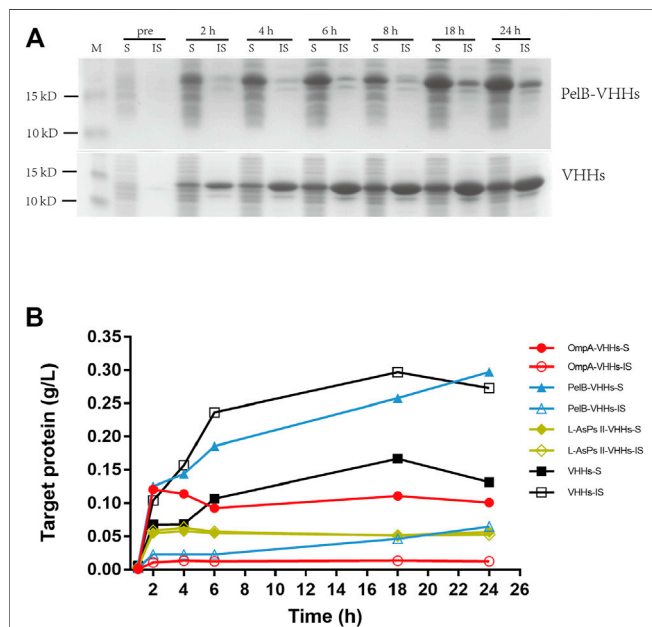 A
pre 2 h 4 h 6 h 8 h 18 h 24 h
M S IS S IS S IS S IS S IS S IS S IS
15 kD
10 kD
PelB-VHHs
15 kD
10 kD
VHHs
B
Target protein (g/L)
0.35
0.30
0.25
0.20
0.15
0.10
0.05
0.00
2 4 6 8 10 12 14 16 18 20 22 24 26
Time (h)
OmpA-VHHs-S
OmpA-VHHs-IS
PelB-VHHs-S
PelB-VHHs-IS
L-AsPs II-VHHs-S
L-AsPs II-VHHs-IS
VHHs-S
VHHs-IS